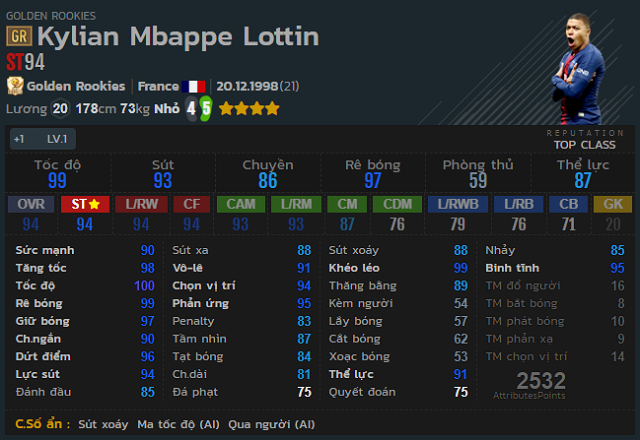 GOLDEN ROOKIES
GR Kylian Mbappe Lottin
ST94
Golden Rookies France 20.12.1998(21)
Lương 20 178cm 73kg Nhỏ 4 5
+1 LV.1
REPUTATION
TOP CLASS
Tốc độ Sút Chuyền Rê bóng Phòng thủ Thể lực
99 93 86 97 59 87
OVR ST L/RW CF CAM L/RM CM CDM L/RWB L/RB CB GK
94 94 94 94 93 93 87 76 79 76 71 20
Sức mạnh 90 Sút xa 88 Sút xoáy 88 Nhảy 85
Tăng tốc 98 Vô-lê 91 Khéo léo 99 Bình tĩnh 95
Tốc độ 100 Chọn vị trí 94 Thăng bằng 89 TM đổ người 16
Rê bóng 99 Phản ứng 95 Kèm người 54 TM bắt bóng 8
Giữ bóng 97 Penalty 83 Lấy bóng 57 TM phát bóng 10
Ch.ngắn 90 Tầm nhìn 87 Cắt bóng 62 TM phản xạ 9
Dứt điểm 96 Tạt bóng 84 Xoạc bóng 53 TM chọn vị trí 14
Lực sút 94 Ch.dài 81 Thể lực 91
Đánh đầu 85 Đá phạt 75 Quyết đoán 75
2532
AttributesPoints
C.Số ẩn : Sút xoáy Ma tốc độ (AI) Qua người (AI)